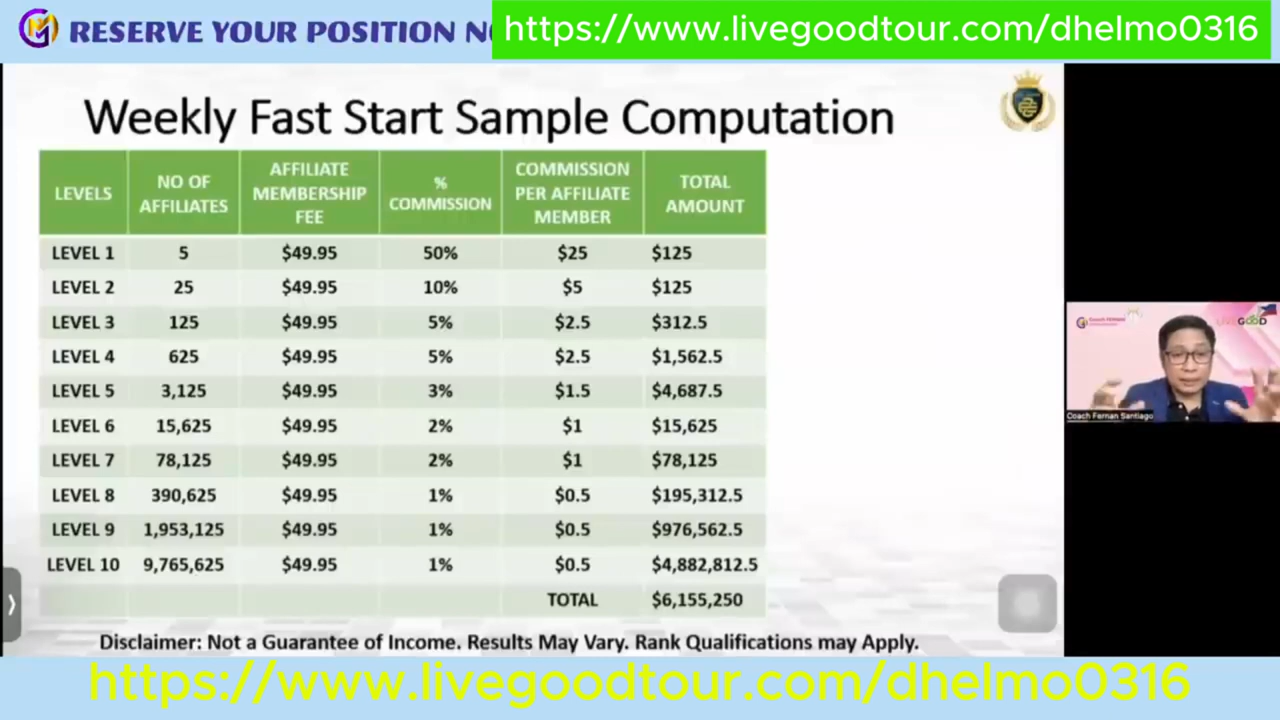 RESERVE YOUR POSITION N
https://www.livegoodtour.com/dhelmo0316
Weekly Fast Start Sample Computation
LEVELS NO OF AFFILIATES AFFILIATE MEMBERSHIP FEE % COMMISSION COMMISSION PER AFFILIATE MEMBER TOTAL AMOUNT
LEVEL 1 5 $49.95 50% $25 $125
LEVEL 2 25 $49.95 10% $5 $125
LEVEL 3 125 $49.95 5% $2.5 $312.5
LEVEL 4 625 $49.95 5% $2.5 $1,562.5
LEVEL 5 3,125 $49.95 3% $1.5 $4,687.5
LEVEL 6 15,625 $49.95 2% $1 $15,625
LEVEL 7 78,125 $49.95 2% $1 $78,125
LEVEL 8 390,625 $49.95 1% $0.5 $195,312.5
LEVEL 9 1,953,125 $49.95 1% $0.5 $976,562.5
LEVEL 10 9,765,625 $49.95 1% $0.5 $4,882,812.5
TOTAL $6,155,250
Disclaimer: Not a Guarantee of Income. Results May Vary. Rank Qualifications may Apply.
LIVEGOOD
Coach Fernan Santiago
https://www.livegoodtour.com/dhelmo0316